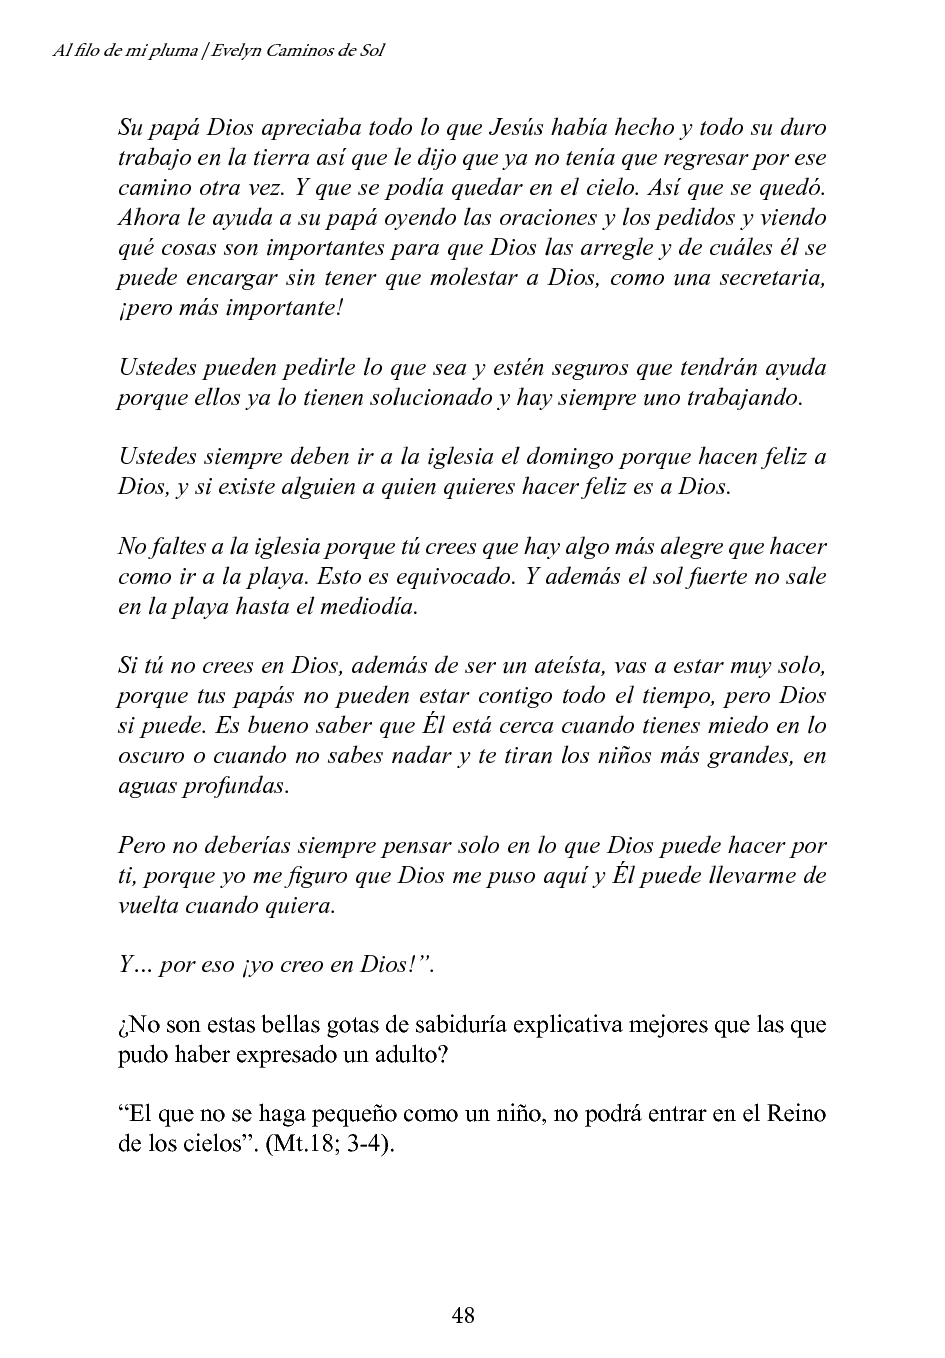 Al filo de mi pluma | Evelyn Caminos de Sol
Su papá Dios apreciaba todo lo que Jesús había hecho y todo su duro
trabajo en la tierra así que le dijo que ya no tenía que regresar por ese
camino otra vez. Y que se podía quedar en el cielo. Así que se quedó.
Ahora le ayuda a su papá oyendo las oraciones y los pedidos y viendo
qué cosas son importantes para que Dios las arregle y de cuáles él se
puede encargar sin tener que molestar a Dios, como una secretaria,
¡pero más importante!
Ustedes pueden pedirle lo que sea y estén seguros que tendrán ayuda
porque ellos ya lo tienen solucionado y hay siempre uno trabajando.
Ustedes siempre deben ir a la iglesia el domingo porque hacen feliz a
Dios, y si existe alguien a quien quieres hacer feliz es a Dios.
No faltes a la iglesia porque tú crees que hay algo más alegre que hacer
como ir a la playa. Esto es equivocado. Y además el sol fuerte no sale
en la playa hasta el mediodía.
Si tú no crees en Dios, además de ser un ateísta, vas a estar muy solo,
porque tus papás no pueden estar contigo todo el tiempo, pero Dios
si puede. Es bueno saber que Él está cerca cuando tienes miedo en lo
oscuro o cuando no sabes nadar y te tiran los niños más grandes, en
aguas profundas.
Pero no deberías siempre pensar solo en lo que Dios puede hacer por
ti, porque yo me figuro que Dios me puso aquí y Él puede llevarme de
vuelta cuando quiera.
Y... por eso ¡yo creo en Dios!”.
¿No son estas bellas gotas de sabiduría explicativa mejores que las que
pudo haber expresado un adulto?
“El que no se haga pequeño como un niño, no podrá entrar en el Reino
de los cielos”. (Mt.18; 3-4).
48